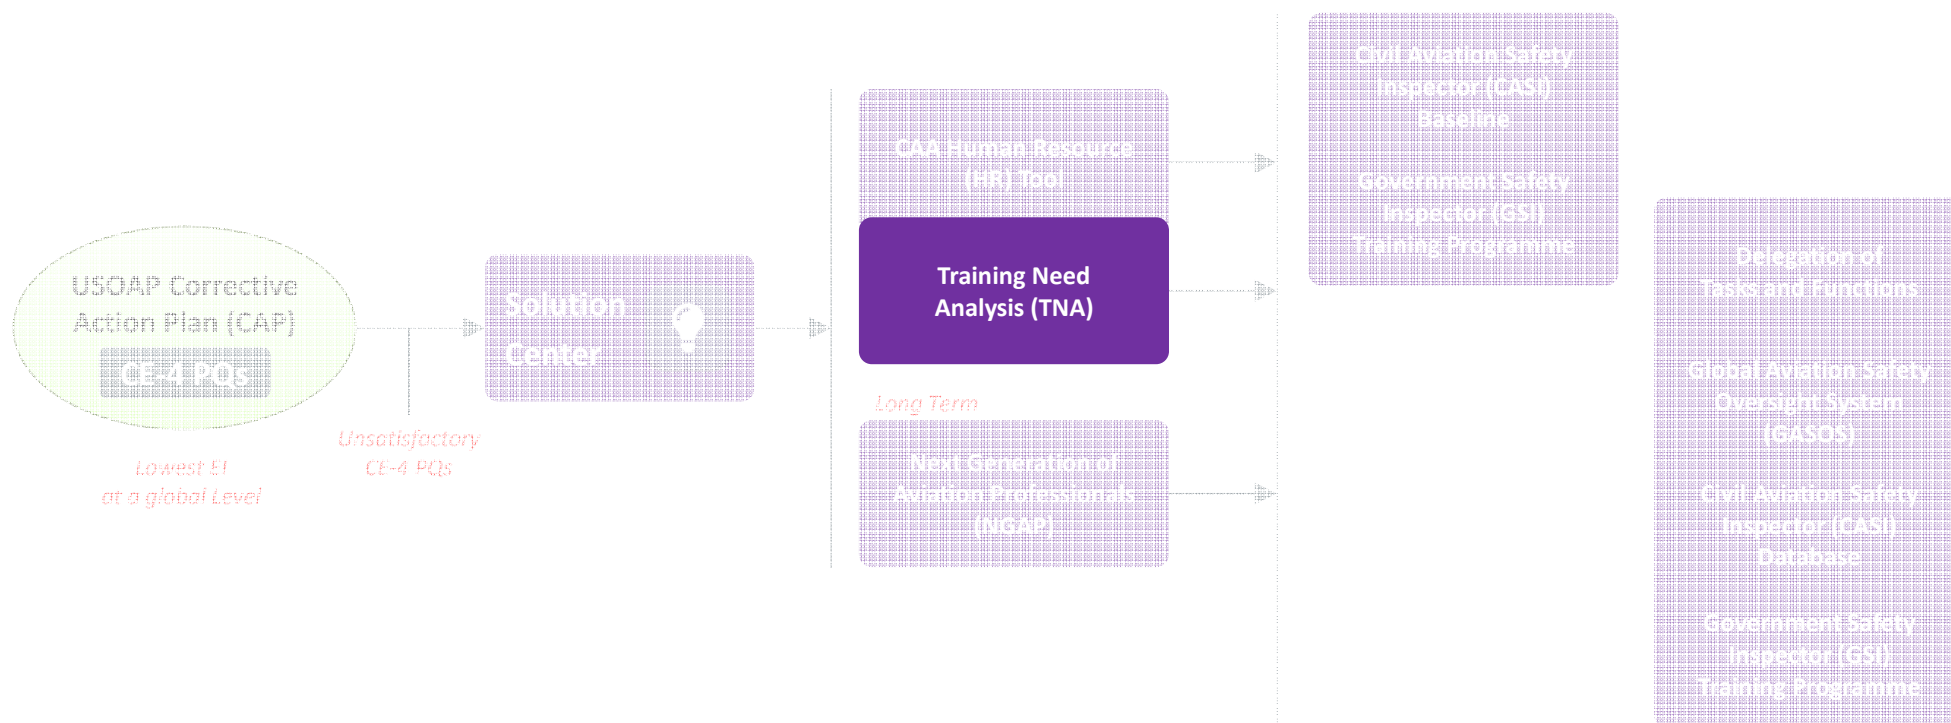 USOAP Corrective
Action Plan (CAP)
CE-4 PQs
Lowest EI
at a global Level
Unsatisfactory
CE-4 PQs
Solution
Center
CAA Human Resource
(HR) Tool
Training Need
Analysis (TNA)
Long Term
Next Generation of
Aviation Professionals
(NGAP)
Civil Aviation Safety
Inspector (CASI)
Baseline
Government Safety
Inspector (GSI)
Training Programme
Delegation of
Tasks and Functions
Global Aviation Safety
Oversight System
(GASOS)
Civil Aviation Safety
Inspector (CASI)
Database
Government Safety
Inspector (GSI)
Training Programme